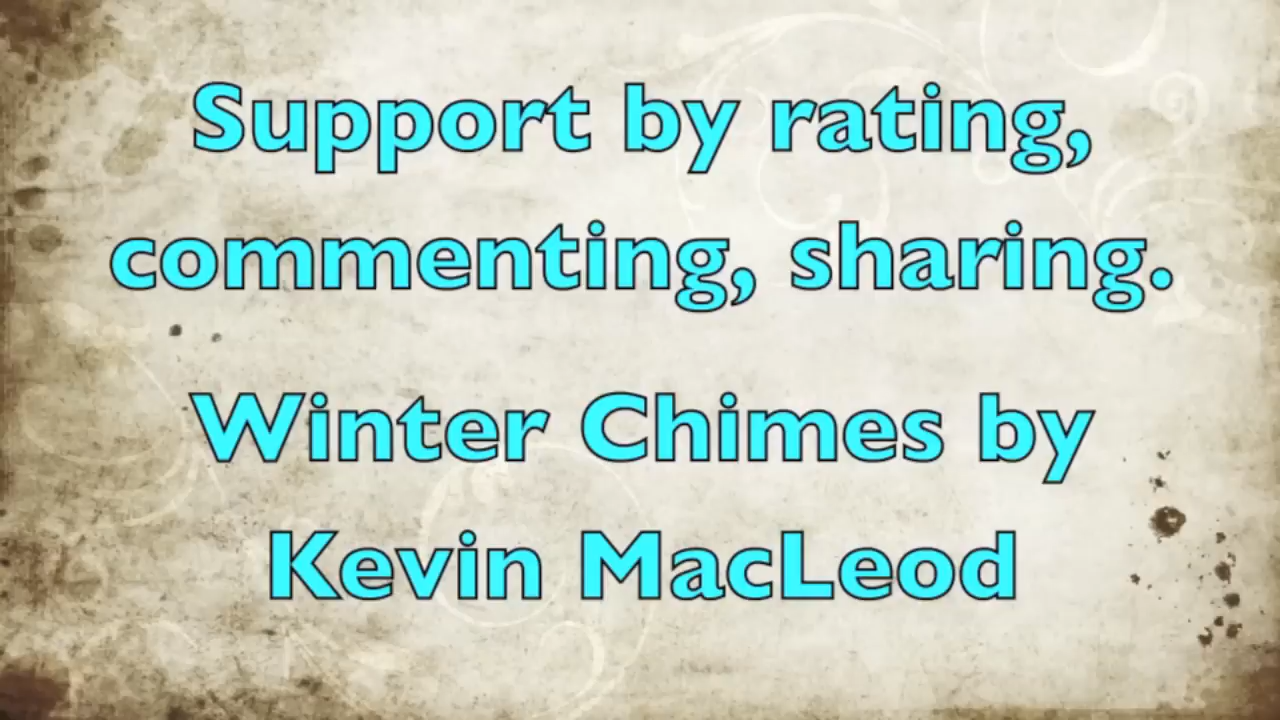 Support by rating,
commenting, sharing.
Winter Chimes by
Kevin MacLeod